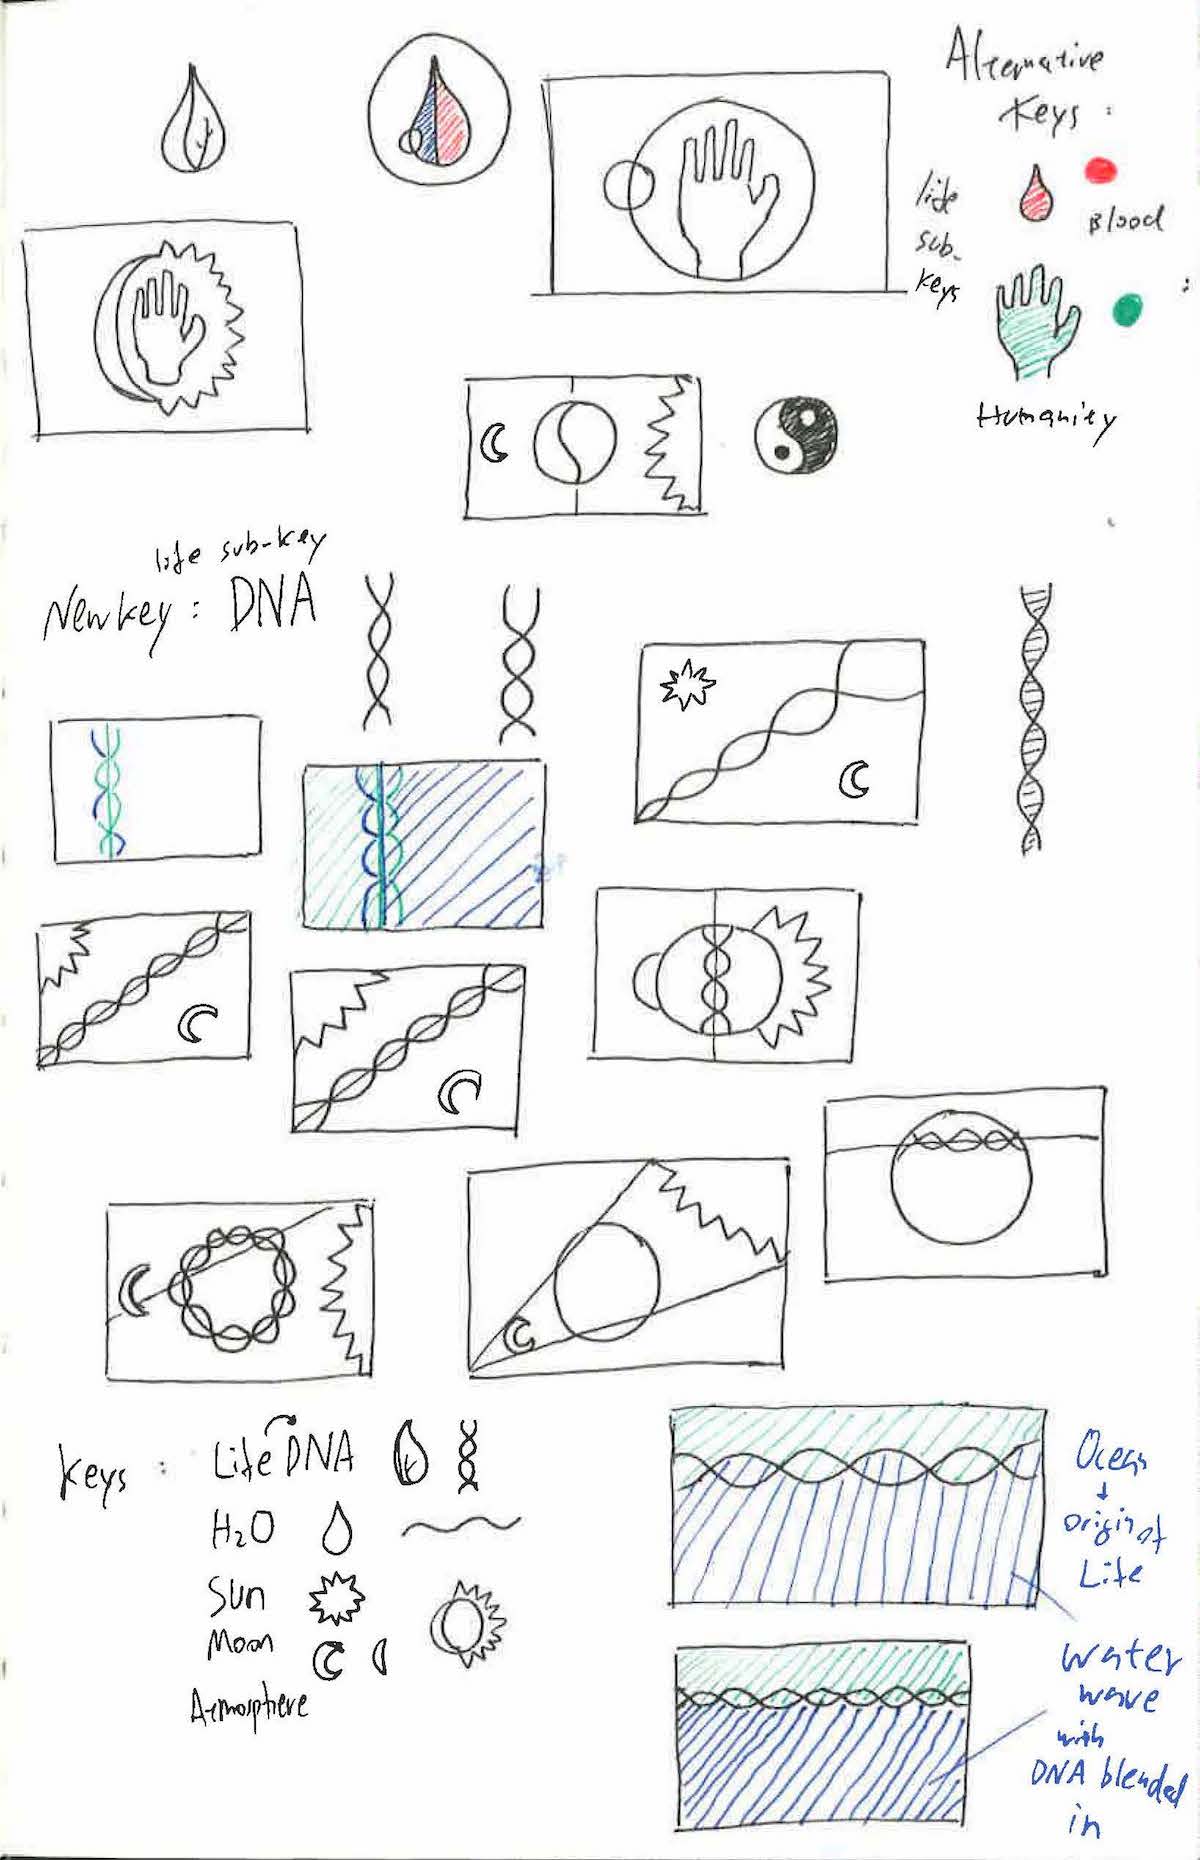 Alternative
Keys :
life
sub-
keys
Blood
:
Humanity
life sub-key
New key : DNA
keys : Life DNA
H₂O
Sun
Moon
Atmosphere
Ocean
↓
Origin of
Life
Water
wave
with
DNA blended
in